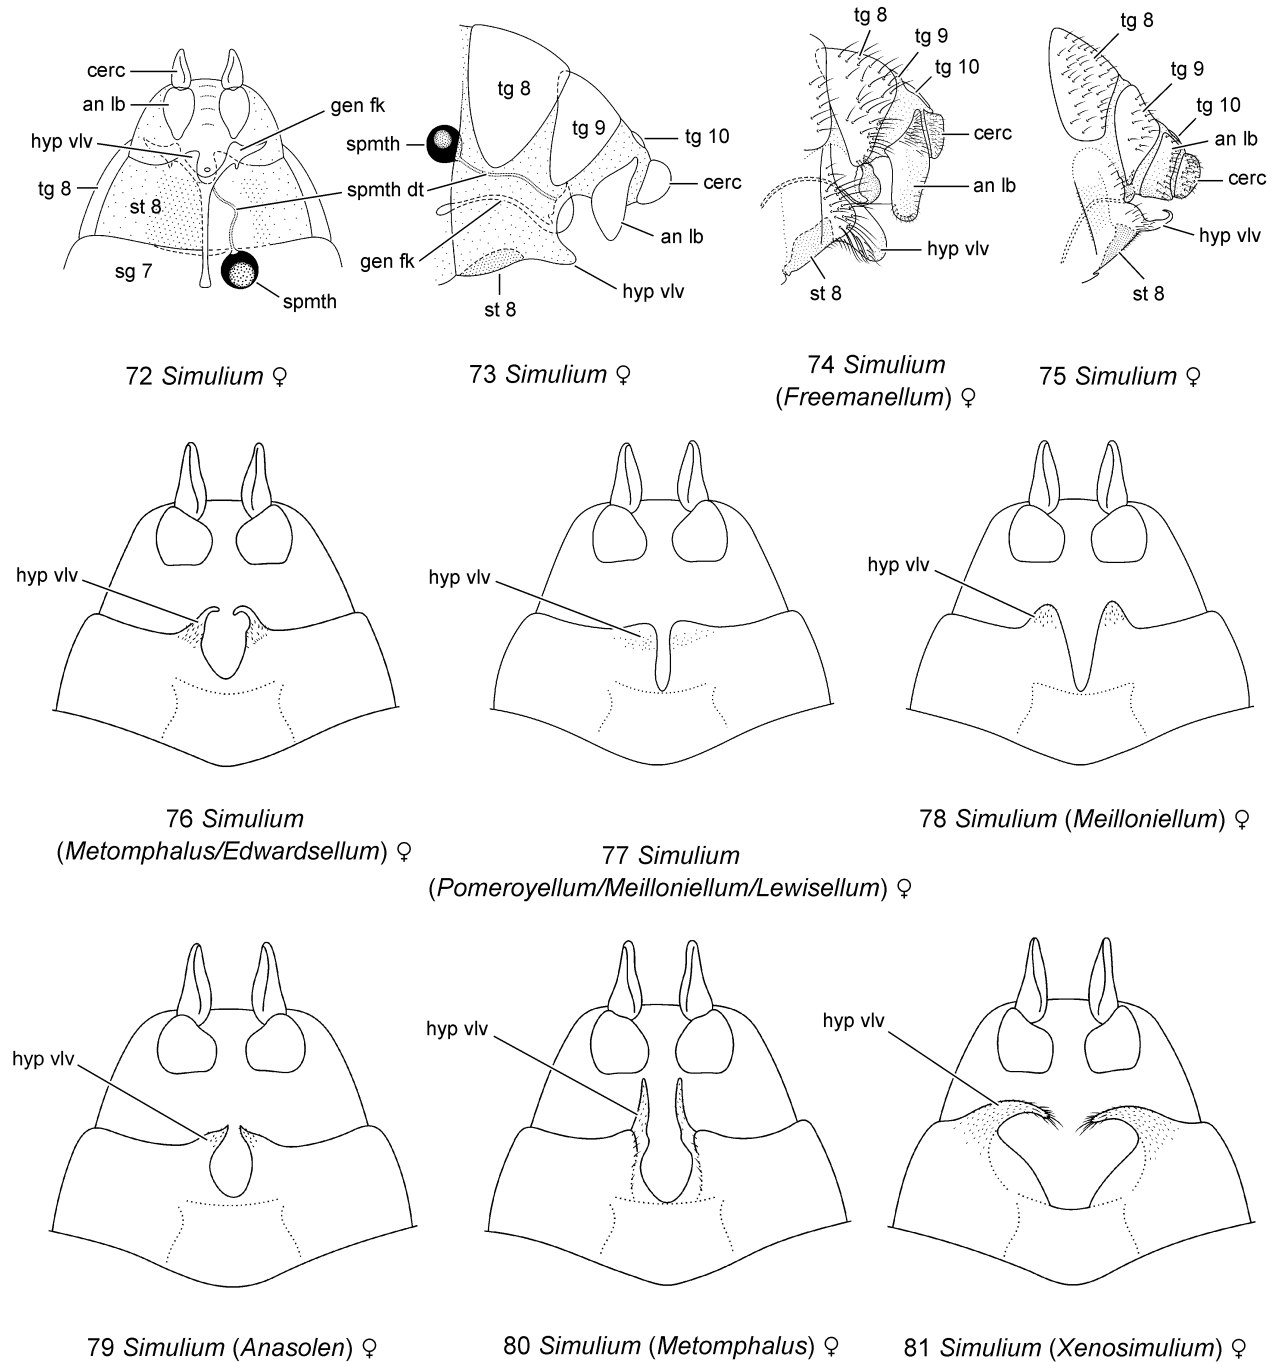 cerc
an lb
hyp vlv
tg 8
st 8
sg 7
gen fk
spmth dt
spmth
72 Simulium ♀
tg 8
tg 9
tg 10
cerc
an lb
hyp vlv
st 8
gen fk
spmth
73 Simulium ♀
tg 8
tg 9
tg 10
cerc
an lb
hyp vlv
st 8
74 Simulium
(Freemanellum) ♀
tg 8
tg 9
tg 10
an lb
cerc
hyp vlv
st 8
75 Simulium ♀
hyp vlv
76 Simulium
(Metomphalus/Edwardsellum) ♀
hyp vlv
77 Simulium
(Pomeroyellum/Meilloniellum/Lewisellum) ♀
hyp vlv
78 Simulium (Meilloniellum) ♀
hyp vlv
79 Simulium (Anasolen) ♀
hyp vlv
80 Simulium (Metomphalus) ♀
hyp vlv
81 Simulium (Xenosimulium) ♀